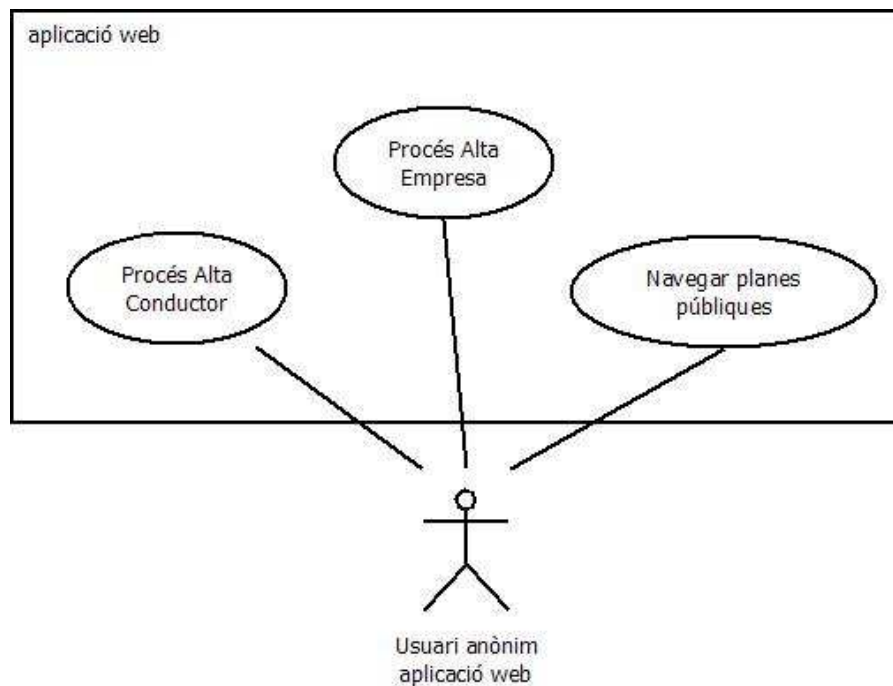 aplicació web
Procés Alta
Empresa
Procés Alta
Conductor
Navegar planes
públiques
Usuari anònim
aplicació web